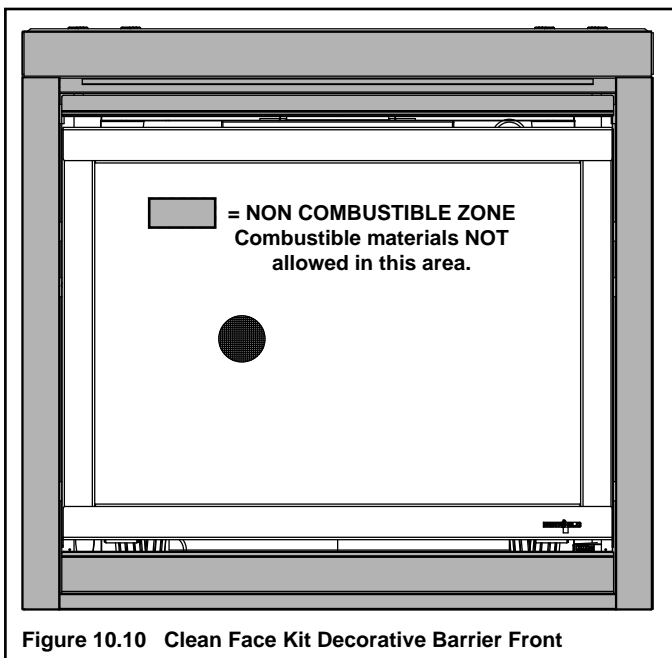 = NON COMBUSTIBLE ZONE
Combustible materials NOT
allowed in this area.
Figure 10.10 Clean Face Kit Decorative Barrier Front